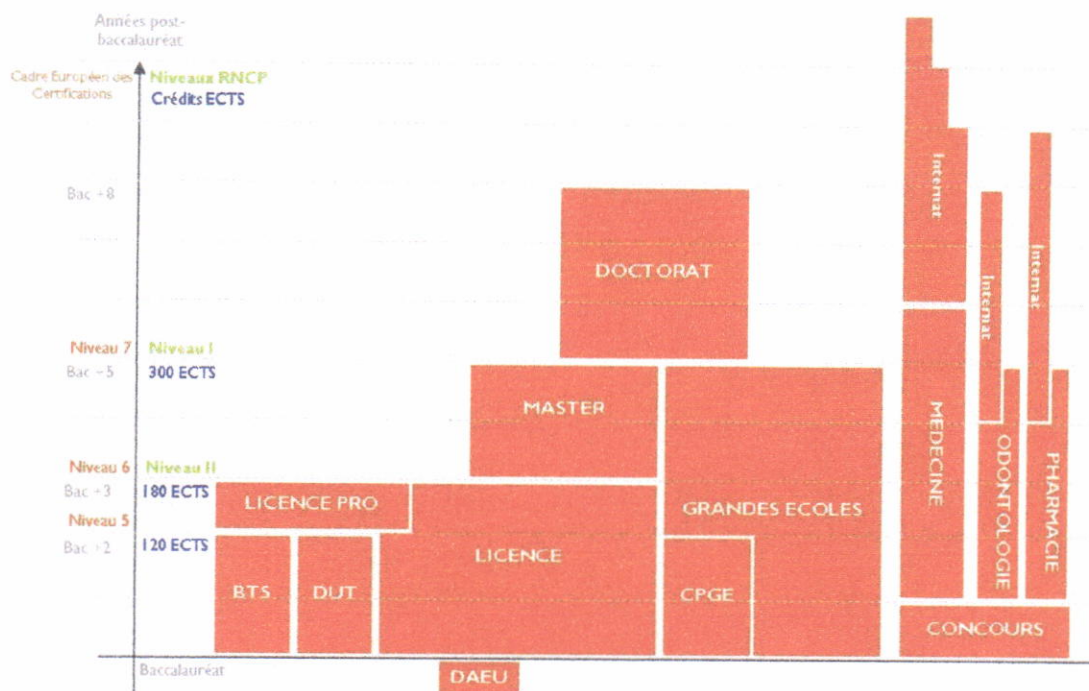 Années post-
baccalauréat
Cadre Européen des
Certifications
Niveaux RNCP
Crédits ECTS
Bac +8
Niveau 7
Niveau I
Bac +5
300 ECTS
Niveau 6
Niveau II
Bac +3
180 ECTS
Niveau 5
Bac +2
120 ECTS
Baccalauréat
BTS
DUT
LICENCE PRO
LICENCE
MASTER
DOCTORAT
CPGE
GRANDES ECOLES
DAEU
Internat
MEDECINE
Internat
ODONTOLOGIE
Internat
PHARMACIE
CONCOURS